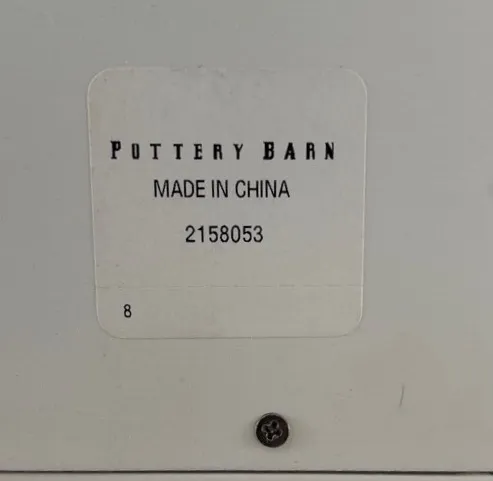 POTTERY BARN
MADE IN CHINA
2158053
8